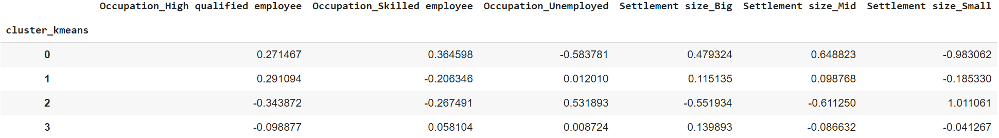 Occupation_High qualified employee Occupation_Skilled employee Occupation_Unemployed Settlement size_Big Settlement size_Mid Settlement size_Small
cluster_kmeans
0 0.271467 0.364598 -0.583781 0.479324 0.648823 -0.983062
1 0.291094 -0.206346 0.012010 0.115135 0.098768 -0.185330
2 -0.343872 -0.267491 0.531893 -0.551934 -0.611250 1.011061
3 -0.098877 0.058104 0.008724 0.139893 -0.086632 -0.041267